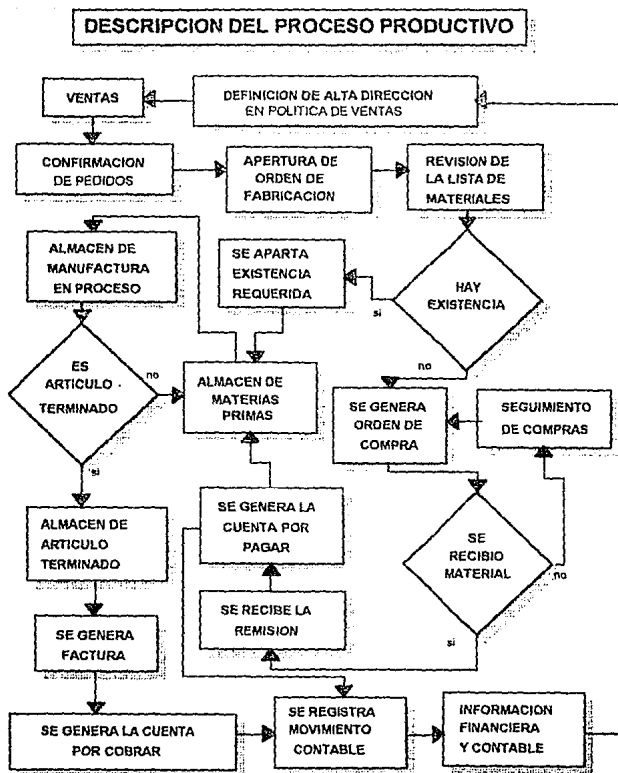 DESCRIPCION DEL PROCESO PRODUCTIVO
VENTAS
DEFINICION DE ALTA DIRECCION
EN POLITICA DE VENTAS
CONFIRMACION
DE PEDIDOS
APERTURA DE
ORDEN DE
FABRICACION
REVISION DE
LA LISTA DE
MATERIALES
ALMACEN DE
MANUFACTURA
EN PROCESO
SE APARTA
EXISTENCIA
REQUERIDA
si
HAY
EXISTENCIA
no
ES
ARTICULO
TERMINADO
no
si
ALMACEN DE
MATERIAS
PRIMAS
SE GENERA
ORDEN DE
COMPRA
SEGUIMIENTO
DE COMPRAS
ALMACEN DE
ARTICULO
TERMINADO
SE GENERA LA
CUENTA POR
PAGAR
SE
RECIBIO
MATERIAL
no
si
SE RECIBE LA
REMISION
SE GENERA
FACTURA
SE GENERA LA CUENTA
POR COBRAR
SE REGISTRA
MOVIMIENTO
CONTABLE
INFORMACION
FINANCIERA
Y CONTABLE